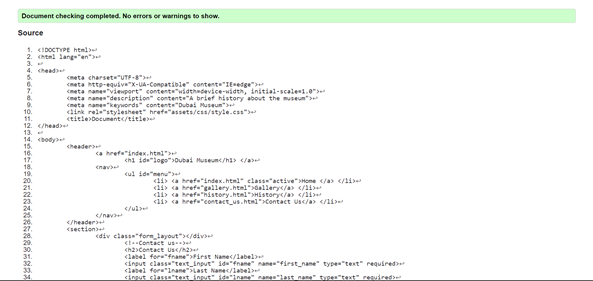 Document checking completed. No errors or warnings to show.
Source
1. <!DOCTYPE html>↩
2. <html lang="en">↩
3. ↩
4. <head>↩
5. <meta charset="UTF-8">↩
6. <meta http-equiv="X-UA-Compatible" content="IE=edge">↩
7. <meta name="viewport" content="width=device-width, initial-scale=1.0">↩
8. <meta name="description" content="A brief history about the museum">↩
9. <meta name="keywords" content="Dubai Museum">↩
10. <link rel="stylesheet" href="assets/css/style.css">↩
11. <title>Document</title>↩
12. </head>↩
13. ↩
14. <body>↩
15. <header>↩
16. <a href="index.html">↩
17. <h1 id="logo">Dubai Museum</h1> </a>↩
18. <nav>↩
19. <ul id="menu">↩
20. <li> <a href="index.html" class="active">Home </a> </li>↩
21. <li> <a href="gallery.html">Gallery</a> </li>↩
22. <li> <a href="history.html">History</a> </li>↩
23. <li> <a href="contact_us.html">Contact Us</a> </li>↩
24. </ul>↩
25. </nav>↩
26. </header>↩
27. <section>↩
28. <div class="form_layout"></div>↩
29. <!--Contact us-->↩
30. <h2>Contact Us</h2>↩
31. <label for="fname">First Name</label>↩
32. <input class="text_input" id="fname" name="first_name" type="text" required>↩
33. <label for="lname">Last Name</label>↩
34. <input class="text_input" id="lname" name="last_name" type="text" required>↩